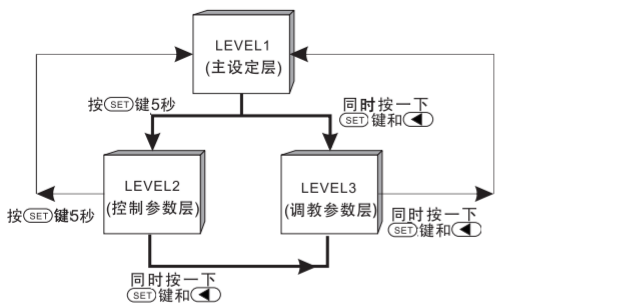 LEVEL1
(主设定层)
按SET键5秒
同时按一下
SET键和◀
LEVEL2
(控制参数层)
LEVEL3
(调教参数层)
按SET键5秒
同时按一下
SET键和◀
同时按一下
SET键和◀